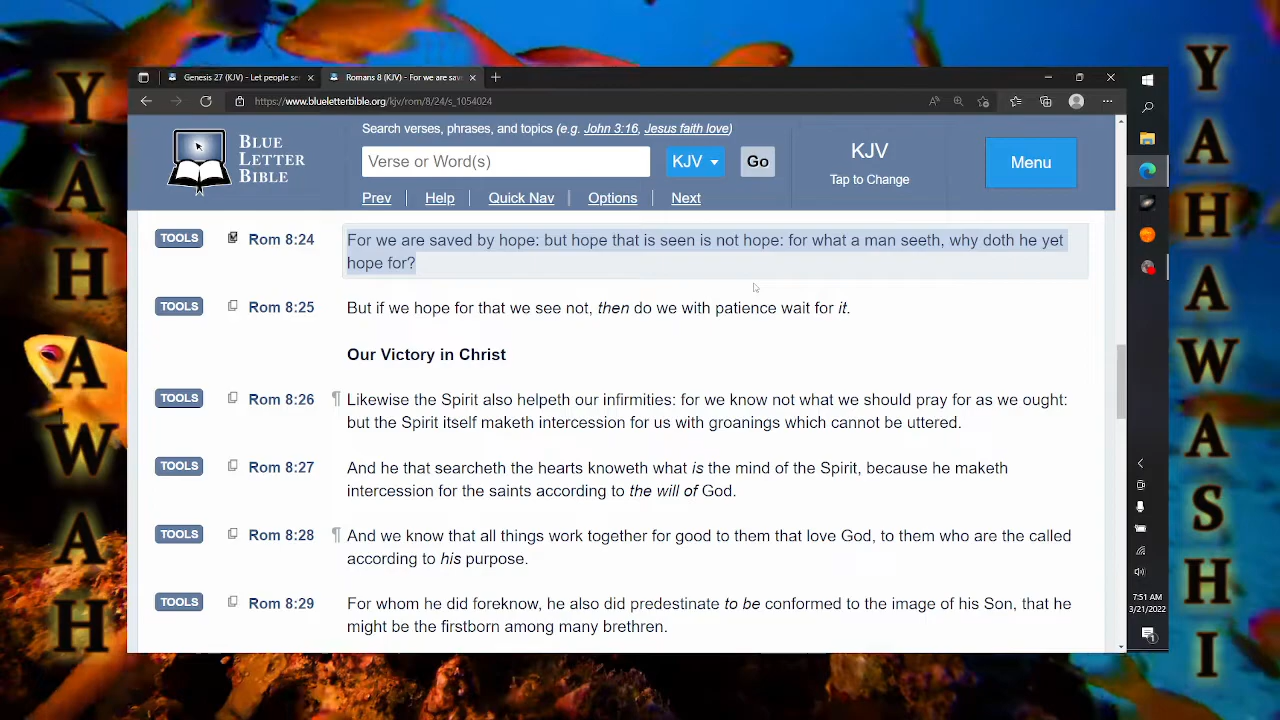 YAHAWAH
Genesis 27 (KJV) - Let people se
Romans 8 (KJV) - For we are sav
https://www.blueletterbible.org/kjv/rom/8/24/s_1054024
BLUE
LETTER
BIBLE
Search verses, phrases, and topics (e.g. John 3:16, Jesus faith love)
Verse or Word(s)
KJV
Go
KJV
Tap to Change
Menu
Prev
Help
Quick Nav
Options
Next
TOOLS Rom 8:24 For we are saved by hope: but hope that is seen is not hope: for what a man seeth, why doth he yet
hope for?
TOOLS Rom 8:25 But if we hope for that we see not, then do we with patience wait for it.
Our Victory in Christ
TOOLS Rom 8:26 ¶ Likewise the Spirit also helpeth our infirmities: for we know not what we should pray for as we ought:
but the Spirit itself maketh intercession for us with groanings which cannot be uttered.
TOOLS Rom 8:27 And he that searcheth the hearts knoweth what is the mind of the Spirit, because he maketh
intercession for the saints according to the will of God.
TOOLS Rom 8:28 ¶ And we know that all things work together for good to them that love God, to them who are the called
according to his purpose.
TOOLS Rom 8:29 For whom he did foreknow, he also did predestinate to be conformed to the image of his Son, that he
might be the firstborn among many brethren.
7:51 AM
3/21/2022
1
YAHAWASHI